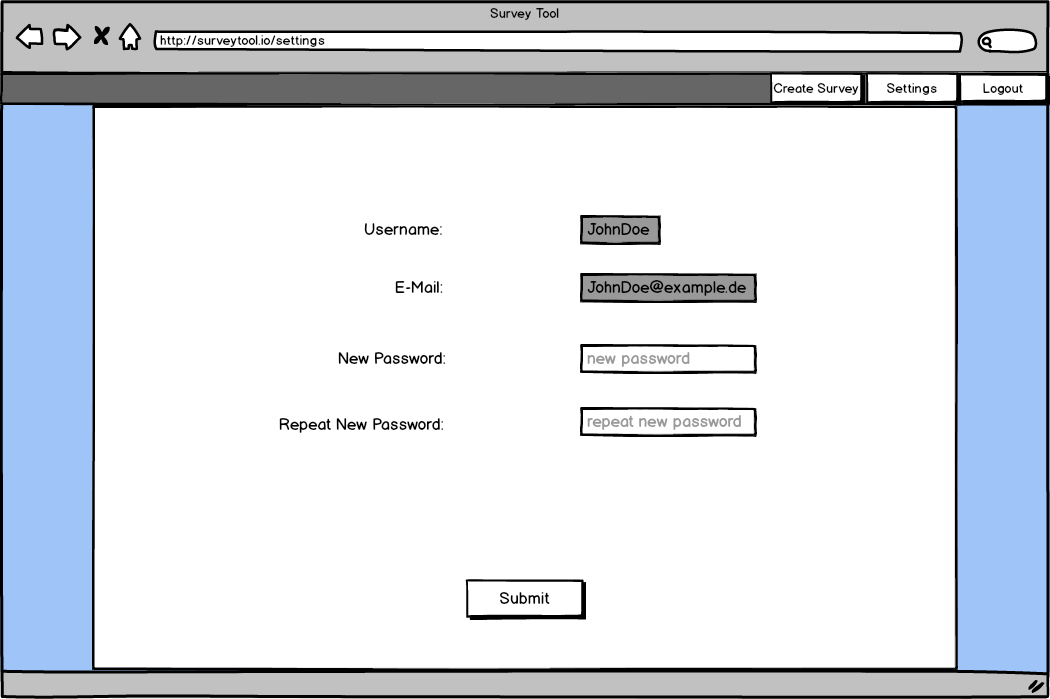 Survey Tool
http://surveytool.io/settings
Create Survey Settings Logout
Username: JohnDoe
E-Mail: JohnDoe@example.de
New Password: new password
Repeat New Password: repeat new password
Submit